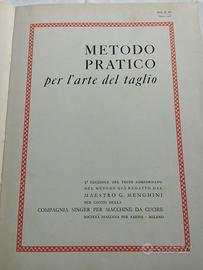 METODO
PRATICO
per l'arte del taglio
EDIZIONE DEL TESTO AGGIORNATO
DEL METODO GIÀ REDATTO DAL
MAESTRO G. MENGHINI
PER CONTO DELLA
COMPAGNIA SINGER PER MACCHINE DA CUCIRE
SOCIETÀ ITALIANA PER AZIONI - MILANO